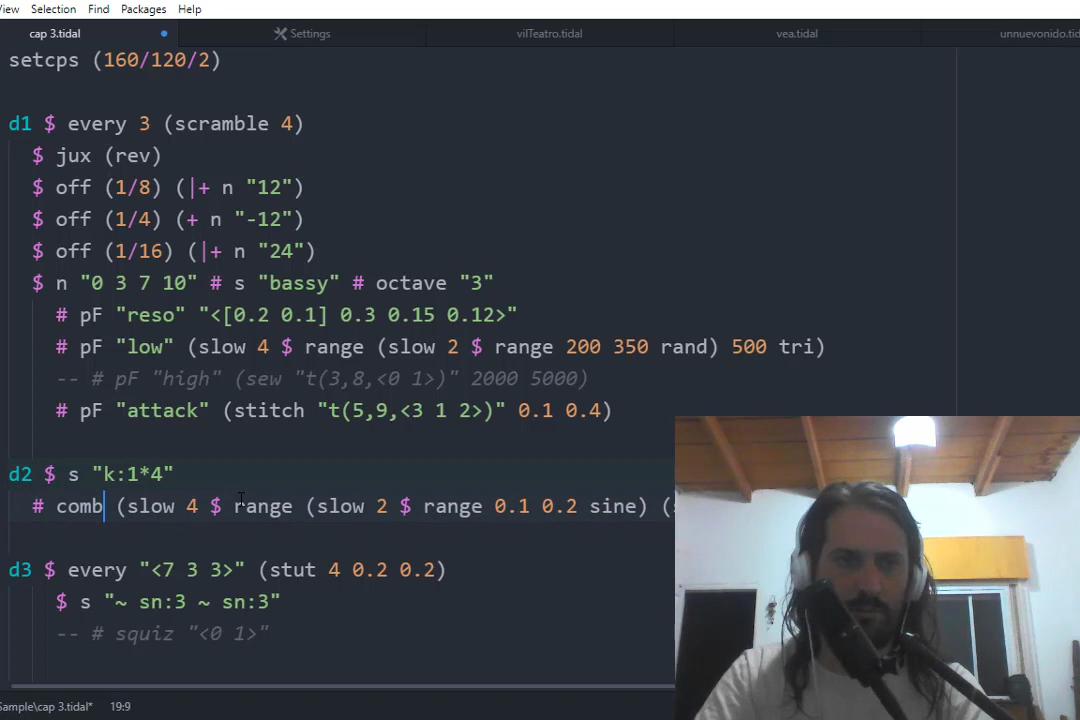 View Selection Find Packages Help
cap 3.tidal Settings vilTeatro.tidal vea.tidal unnuevonido.tid
setcps (160/120/2)
d1 $ every 3 (scramble 4)
$ jux (rev)
$ off (1/8) (|+ n "12")
$ off (1/4) (+ n "-12")
$ off (1/16) (|+ n "24")
$ n "0 3 7 10" # s "bassy" # octave "3"
# pF "reso" "<[0.2 0.1] 0.3 0.15 0.12>"
# pF "low" (slow 4 $ range (slow 2 $ range 200 350 rand) 500 tri)
-- # pF "high" (sew "t(3,8,<0 1>)" 2000 5000)
# pF "attack" (stitch "t(5,9,<3 1 2>)" 0.1 0.4)
d2 $ s "k:1*4"
# comb (slow 4 $ range (slow 2 $ range 0.1 0.2 sine) (
d3 $ every "<7 3 3>" (stut 4 0.2 0.2)
$ s "~ sn:3 ~ sn:3"
-- # squiz "<0 1>"
Sample\cap 3.tidal* 19:9